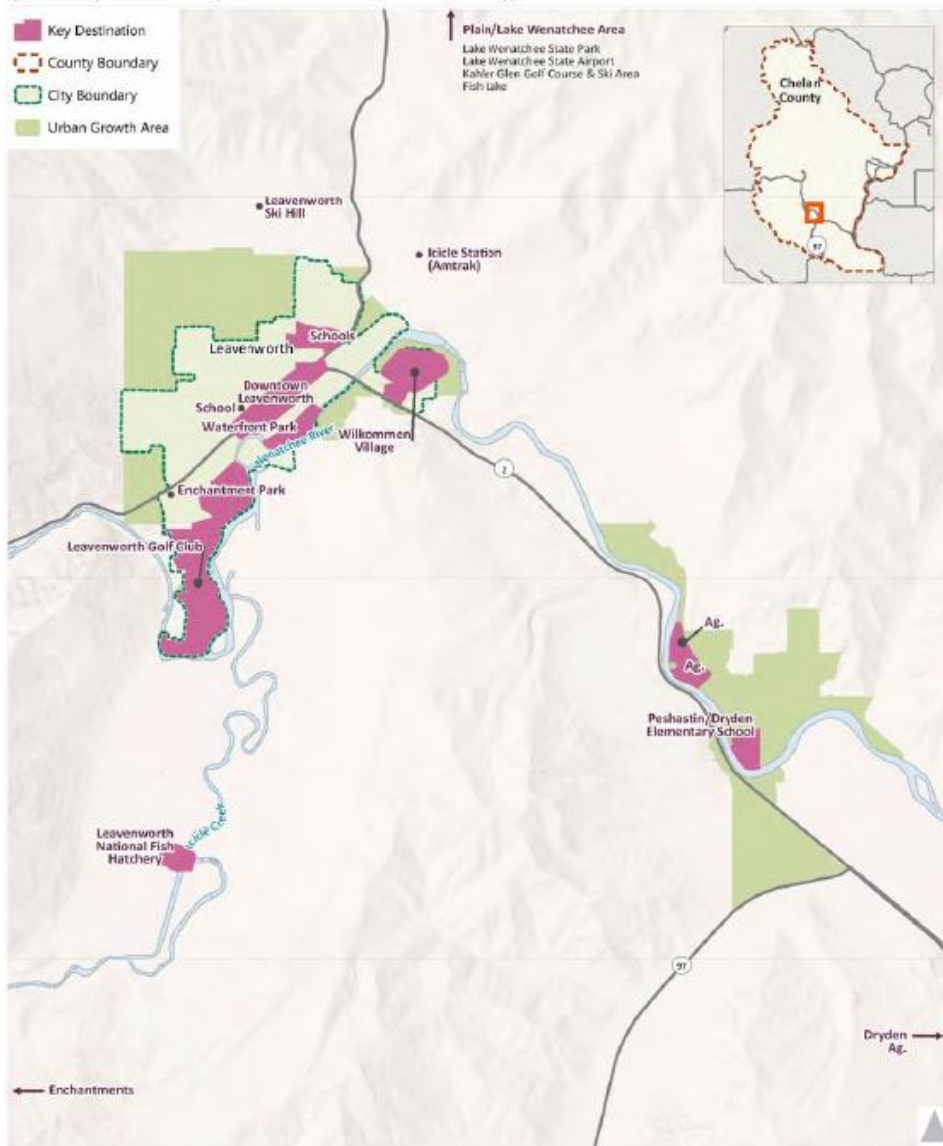 Key Destination
County Boundary
City Boundary
Urban Growth Area
Plain/Lake Wenatchee Area
Lake Wenatchee State Park
Lake Wenatchee State Airport
Kahler Glen Golf Course & Ski Area
Fish Lake
Chelan
County
97
Leavenworth
Ski Hill
Icicle Station
(Amtrak)
Schools
Leavenworth
Downtown
Leavenworth
School
Waterfront Park
Wenatchee River
Wilkommen
Village
2
Enchantment Park
Leavenworth Golf Club
Ag.
Ag.
Peshastin/Dryden
Elementary School
Leavenworth
National Fish
Hatchery
Icicle Creek
97
Dryden
Ag.
Enchantments